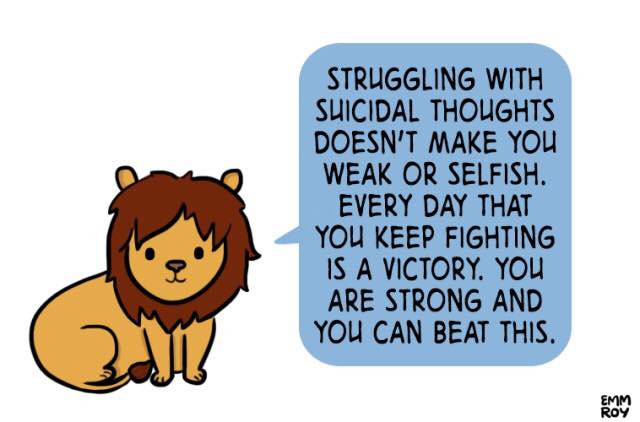 STRUGGLING WITH
SUICIDAL THOUGHTS
DOESN'T MAKE YOU
WEAK OR SELFISH.
EVERY DAY THAT
YOU KEEP FIGHTING
IS A VICTORY. YOU
ARE STRONG AND
YOU CAN BEAT THIS.
EMM
ROY